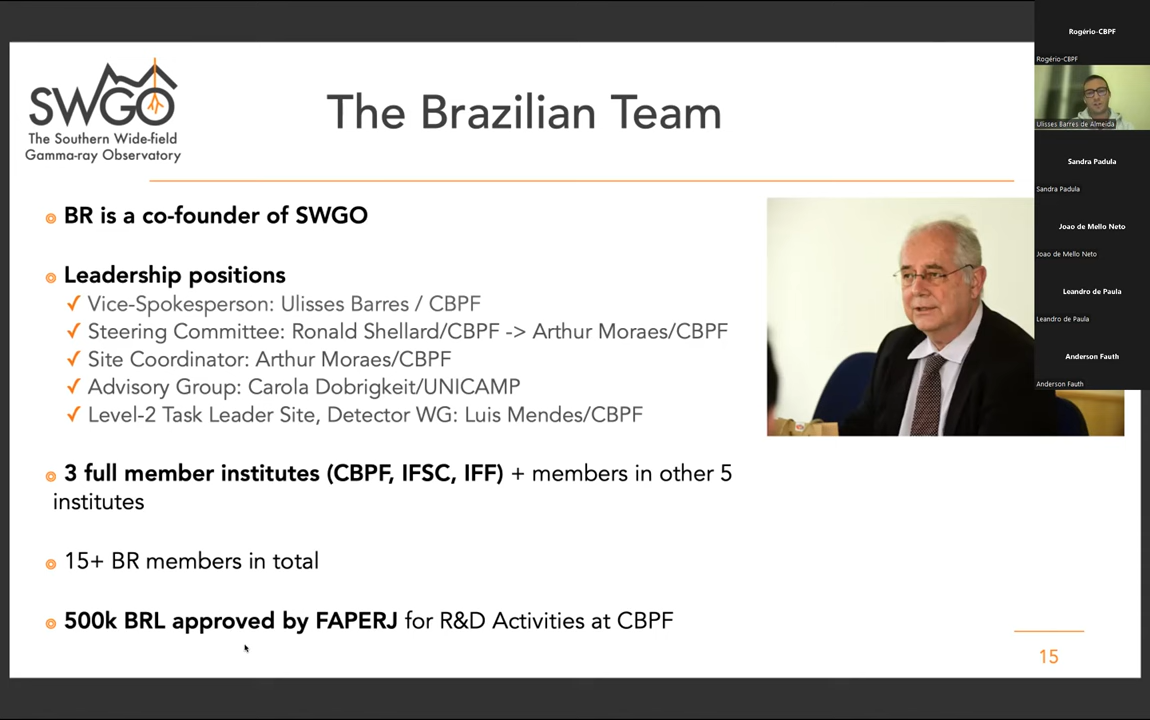 SWGO
The Southern Wide-field
Gamma-ray Observatory
The Brazilian Team
BR is a co-founder of SWGO
Leadership positions
✓ Vice-Spokesperson: Ulisses Barres / CBPF
✓ Steering Committee: Ronald Shellard/CBPF -> Arthur Moraes/CBPF
✓ Site Coordinator: Arthur Moraes/CBPF
✓ Advisory Group: Carola Dobrigkeit/UNICAMP
✓ Level-2 Task Leader Site, Detector WG: Luis Mendes/CBPF
3 full member institutes (CBPF, IFSC, IFF) + members in other 5
institutes
15+ BR members in total
500k BRL approved by FAPERJ for R&D Activities at CBPF
15
Rogério-CBPF
Rogério-CBPF
Ulisses Barres de Almeida
Sandra Padula
Sandra Padula
Joao de Mello Neto
Joao de Mello Neto
Leandro de Paula
Leandro de Paula
Anderson Fauth
Anderson Fauth